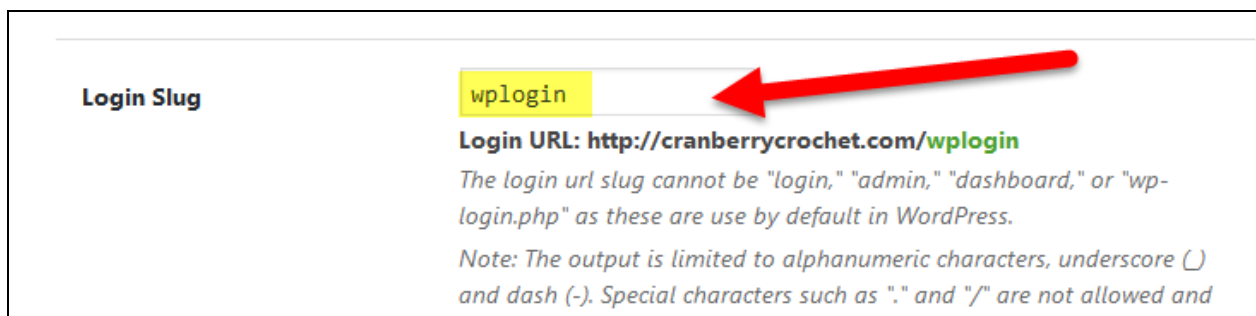 Login Slug
wplogin
Login URL: http://cranberrycrochet.com/wplogin
The login url slug cannot be "login," "admin," "dashboard," or "wp-
login.php" as these are use by default in WordPress.
Note: The output is limited to alphanumeric characters, underscore (_)
and dash (-). Special characters such as "." and "/" are not allowed and